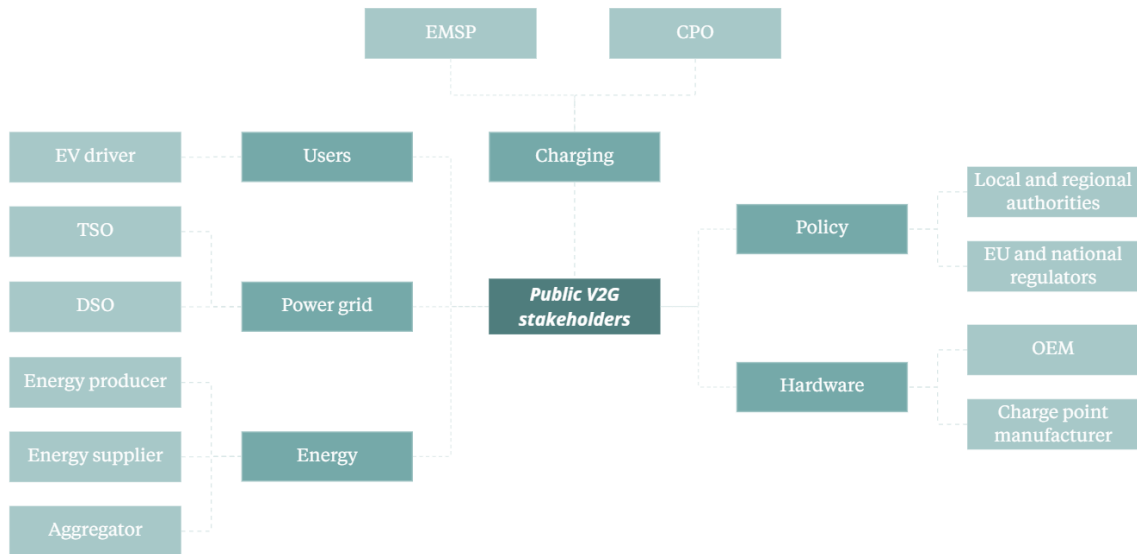 EMSP
CPO
EV driver
Users
Charging
Local and regional
authorities
TSO
Policy
EU and national
regulators
DSO
Power grid
Public V2G
stakeholders
OEM
Energy producer
Hardware
Charge point
manufacturer
Energy supplier
Energy
Aggregator